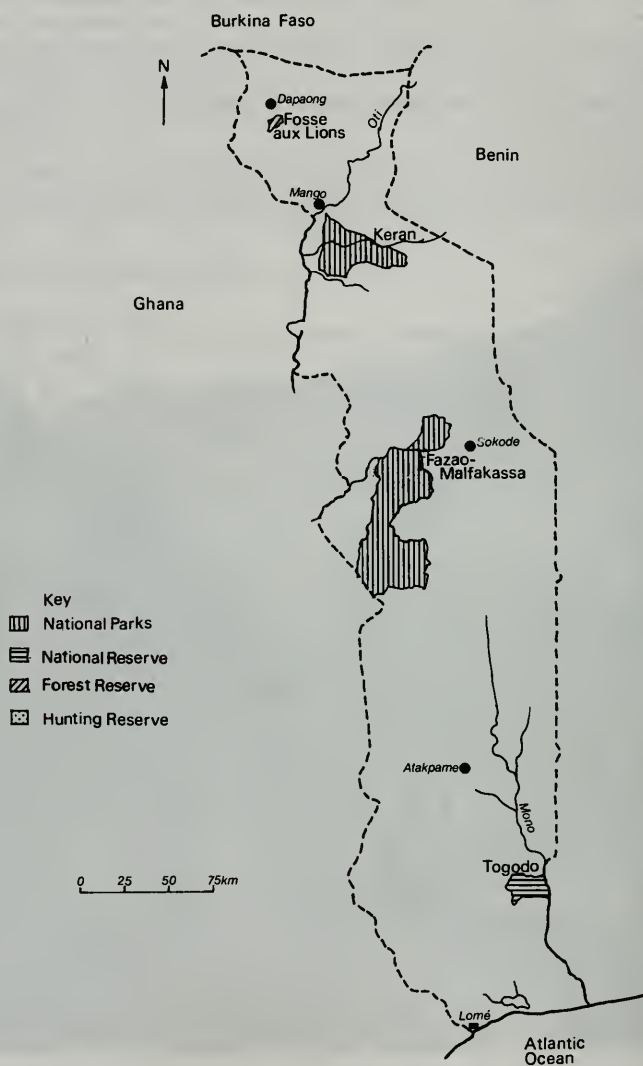 Burkina Faso
N
Dapaong
Fosse
aux Lions
Oti
Benin
Mango
Keran
Ghana
Sokode
Fazao-
Malfakassa
Key
National Parks
National Reserve
Forest Reserve
Hunting Reserve
Atakpame
Mono
Togodo
0 25 50 75km
Lomé
Atlantic
Ocean